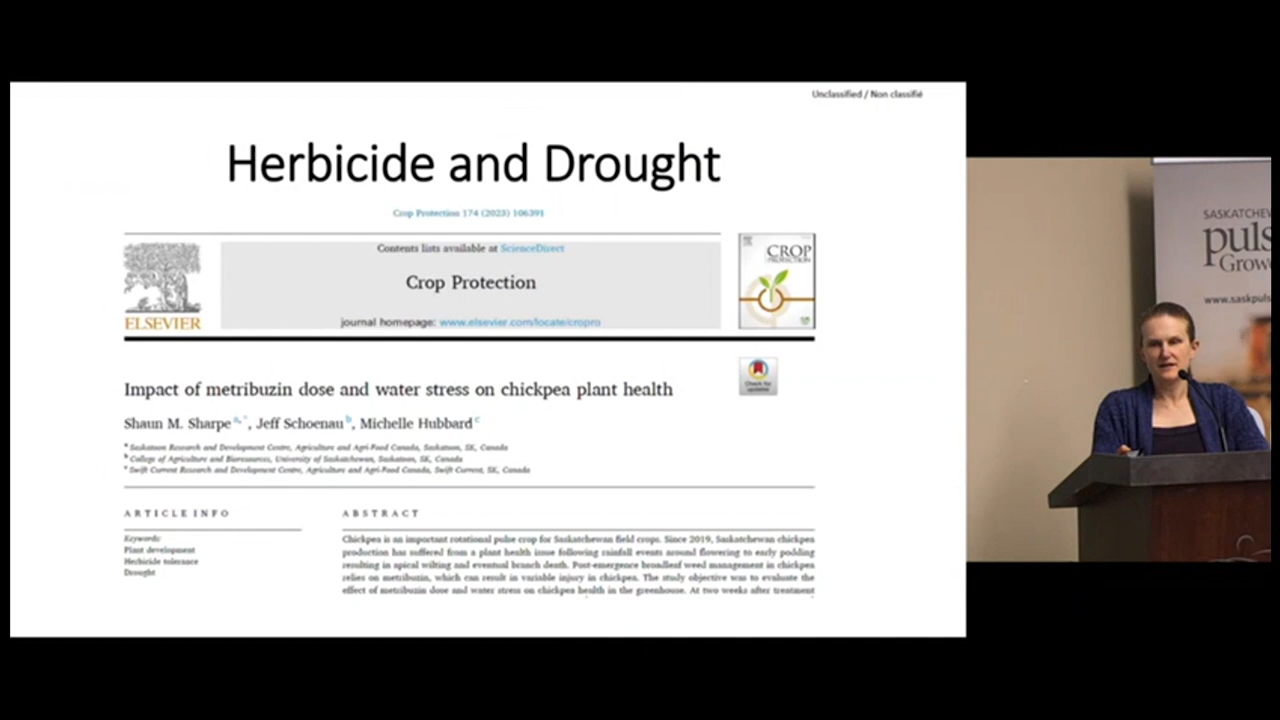 Unclassified / Non classifié
Herbicide and Drought
Crop Protection 174 (2023) 106391
Contents lists available at ScienceDirect
Crop Protection
journal homepage: www.elsevier.com/locate/cropro
ELSEVIER
CROP
PROTECTION
Check for
updates
Impact of metribuzin dose and water stress on chickpea plant health
Shaun M. Sharpe a,*, Jeff Schoenau b, Michelle Hubbard c
a Saskatoon Research and Development Centre, Agriculture and Agri-Food Canada, Saskatoon, SK, Canada
b College of Agriculture and Bioresources, University of Saskatchewan, Saskatoon, SK, Canada
c Swift Current Research and Development Centre, Agriculture and Agri-Food Canada, Swift Current, SK, Canada
ARTICLE INFO
Keywords:
Plant development
Herbicide tolerance
Drought
ABSTRACT
Chickpea is an important rotational pulse crop for Saskatchewan field crops. Since 2019, Saskatchewan chickpea
production has suffered from a plant health issue following rainfall events around flowering to early podding
resulting in apical wilting and eventual branch death. Post-emergence broadleaf weed management in chickpea
relies on metribuzin, which can result in variable injury in chickpea. The study objective was to evaluate the
effect of metribuzin dose and water stress on chickpea health in the greenhouse. At two weeks after treatment
SASKATCHEW
puls
Growe
www.saskpuls